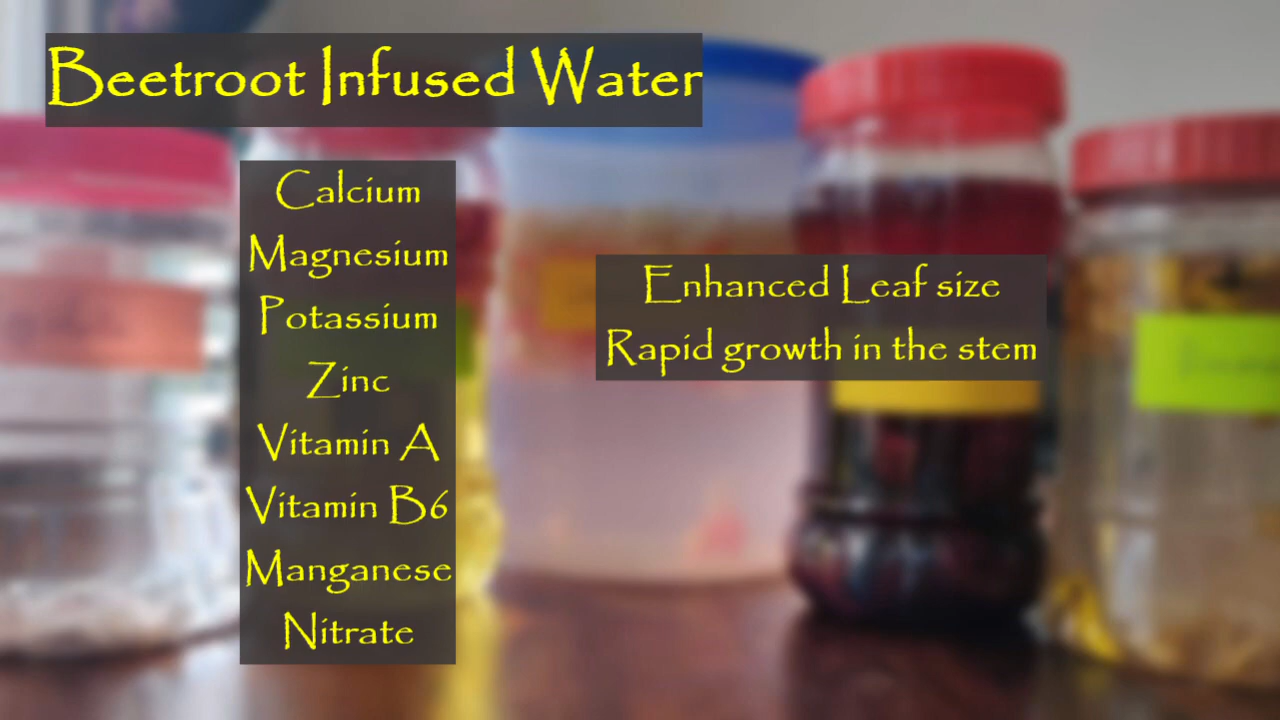 Beetroot Infused Water
Calcium
Magnesium
Potassium
Zinc
Vitamin A
Vitamin B6
Manganese
Nitrate
Enhanced Leaf size
Rapid growth in the stem